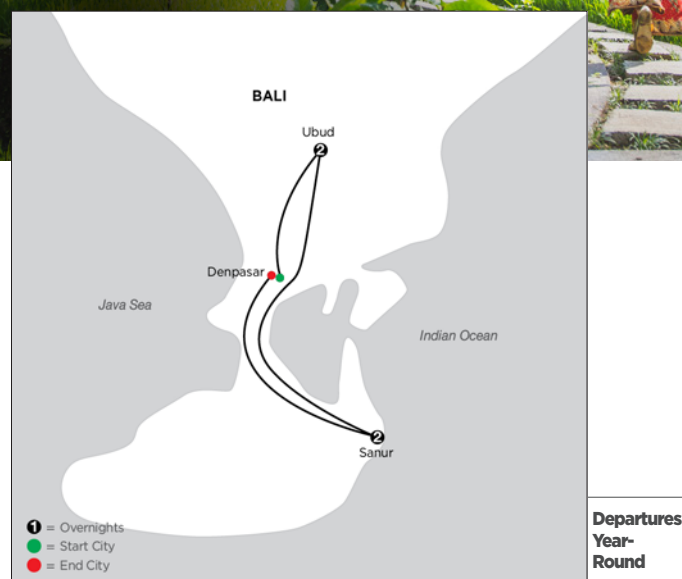 BALI
Ubud
2
Denpasar
Java Sea
Indian Ocean
2
Sanur
1 = Overnights
= Start City
= End City
Departures
Year-
Round